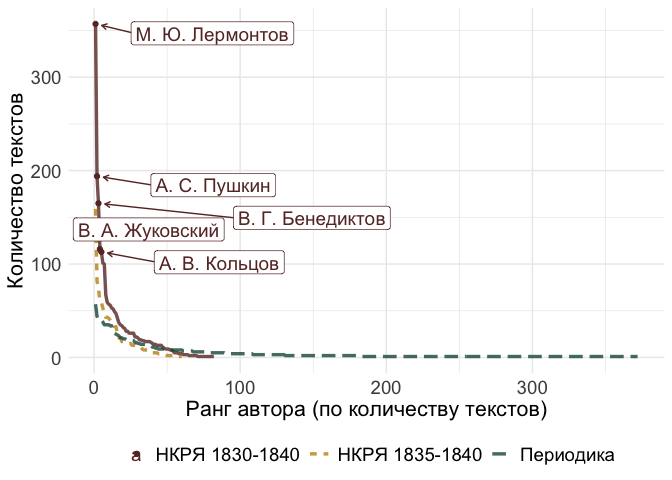 М. Ю. Лермонтов
А. С. Пушкин
В. Г. Бенедиктов
В. А. Жуковский
А. В. Кольцов
Количество текстов
300
200
100
0
0 100 200 300
Ранг автора (по количеству текстов)
a НКРЯ 1830-1840 НКРЯ 1835-1840 Периодика